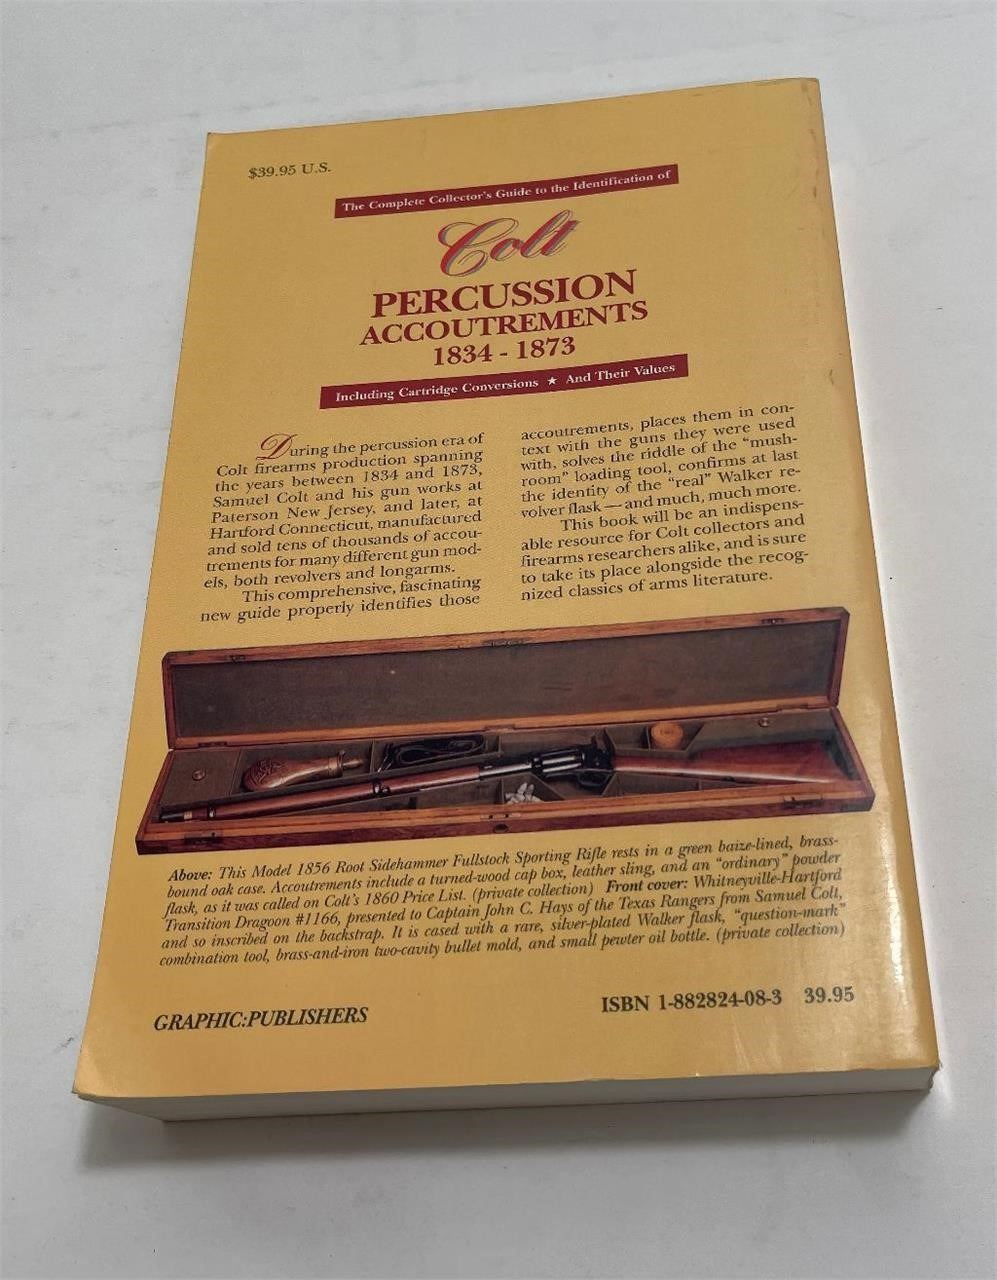 $39.95 U.S.
The Complete Collector's Guide to the Identification of
Colt
PERCUSSION
ACCOUTREMENTS
1834 - 1873
Including Cartridge Conversions ★ And Their Values
During the percussion era of
Colt firearms production spanning
the years between 1834 and 1873,
Samuel Colt and his gun works at
Paterson New Jersey, and later, at
Hartford Connecticut, manufactured
and sold tens of thousands of accou-
trements for many different gun mod-
els, both revolvers and longarms.
This comprehensive, fascinating
new guide properly identifies those
accoutrements, places them in con-
text with the guns they were used
with, solves the riddle of the "mush-
room" loading tool, confirms at last
the identity of the "real" Walker re-
volver flask — and much, much more.
This book will be an indispens-
able resource for Colt collectors and
firearms researchers alike, and is sure
to take its place alongside the recog-
nized classics of arms literature.
Above: This Model 1856 Root Sidehammer Fullstock Sporting Rifle rests in a green baize-lined, brass-
bound oak case. Accoutrements include a turned-wood cap box, leather sling, and an "ordinary" powder
flask, as it was called on Colt's 1860 Price List. (private collection) Front cover: Whitneyville-Hartford
Transition Dragoon #1166, presented to Captain John C. Hays of the Texas Rangers from Samuel Colt,
and so inscribed on the backstrap. It is cased with a rare, silver-plated Walker flask, "question-mark"
combination tool, brass-and-iron two-cavity bullet mold, and small pewter oil bottle. (private collection)
GRAPHIC:PUBLISHERS
ISBN 1-882824-08-3 39.95